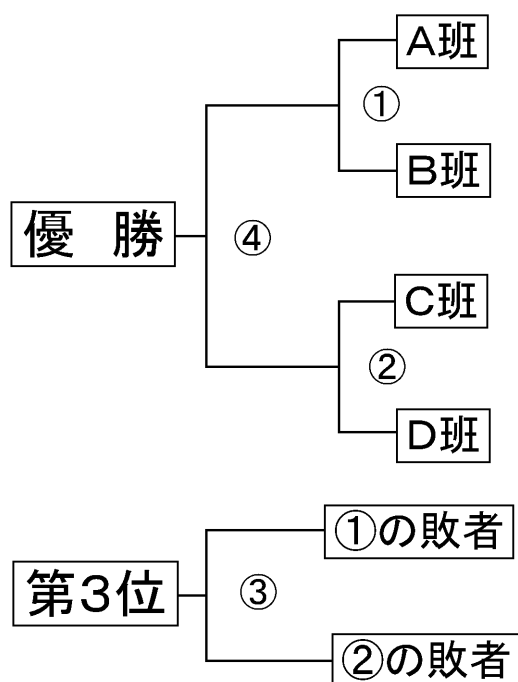 A班
①
B班
優 勝
④
C班
②
D班
①の敗者
第3位
③
②の敗者